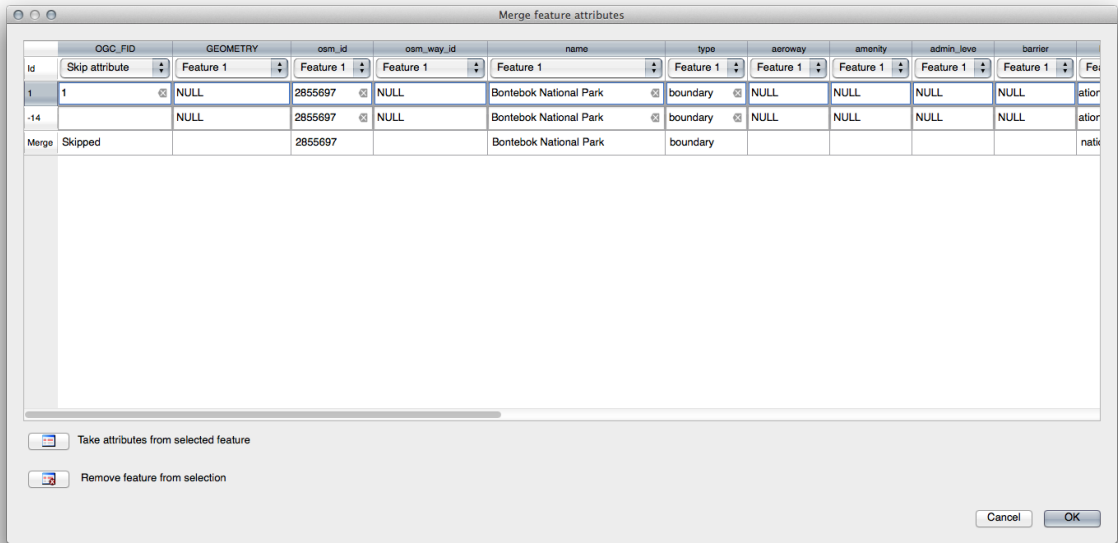 Merge feature attributes
OGC_FID GEOMETRY osm_id osm_way_id name type aeroway amenity admin_leve barrier
Id Skip attribute Feature 1 Feature 1 Feature 1 Feature 1 Feature 1 Feature 1 Feature 1 Feature 1 Feature 1 Fea
1 1 NULL 2855697 NULL Bontebok National Park boundary NULL NULL NULL NULL ation
-14 NULL 2855697 NULL Bontebok National Park boundary NULL NULL NULL NULL ation
Merge Skipped 2855697 Bontebok National Park boundary natio
Take attributes from selected feature
Remove feature from selection
Cancel OK